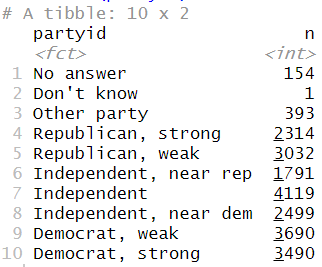 # A tibble: 10 x 2
partyid n
<fct> <int>
1 No answer 154
2 Don't know 1
3 Other party 393
4 Republican, strong 2314
5 Republican, weak 3032
6 Independent, near rep 1791
7 Independent 4119
8 Independent, near dem 2499
9 Democrat, weak 3690
10 Democrat, strong 3490